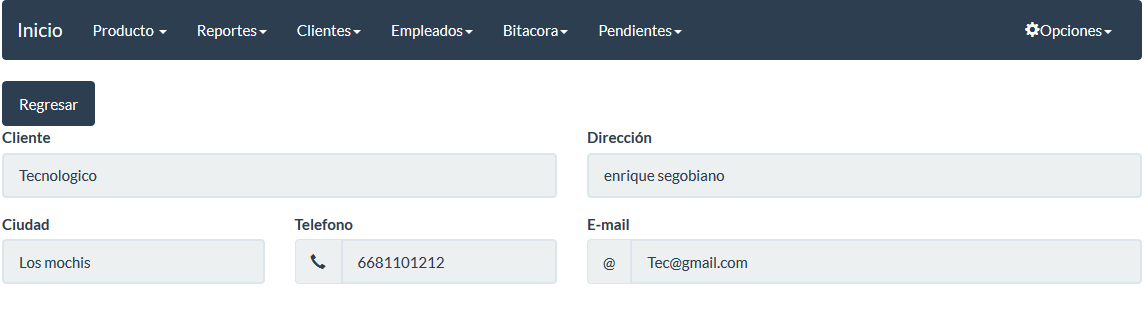 Inicio Producto Reportes Clientes Empleados Bitacora Pendientes Opciones
Regresar
Cliente Dirección
Tecnologico enrique segobiano
Ciudad Telefono E-mail
Los mochis 6681101212 @ Tec@gmail.com